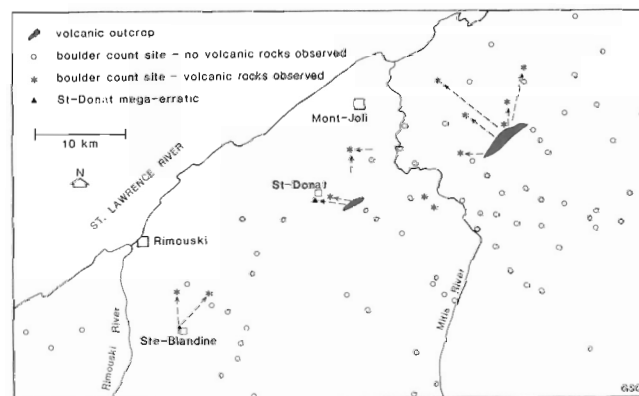 volcanic outcrop
boulder count site – no volcanic rocks observed
boulder count site – volcanic rocks observed
St-Donat mega-erratic
10 km
N
ST. LAWRENCE RIVER
Mont-Joli
St-Donat
Rimouski
Mitis River
Ste-Blandine
Rimouski River
GSC